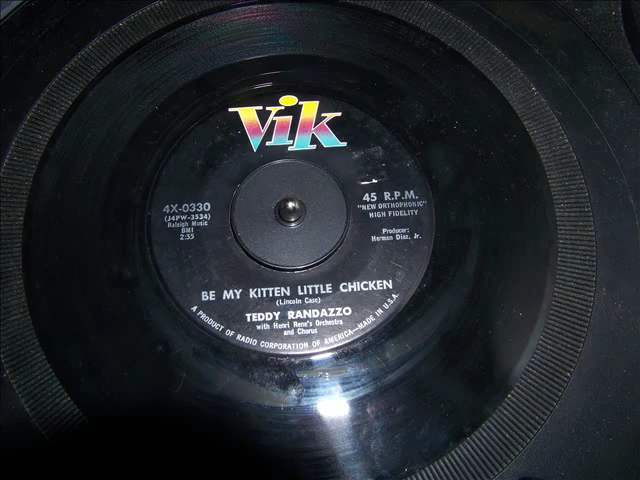 Vik
4X-0330
(J4PW-3534)
Raleigh Music
BMI
2:35
45 R.P.M.
"NEW ORTHOPHONIC"
HIGH FIDELITY
Producer:
Herman Diaz, Jr.
BE MY KITTEN LITTLE CHICKEN
(Lincoln Case)
TEDDY RANDAZZO
with Henri Rene's Orchestra
and Chorus
A PRODUCT OF RADIO CORPORATION OF AMERICA—MADE IN U.S.A.